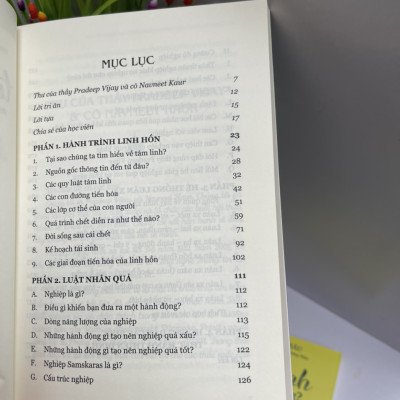 MỤC LỤC
Thư của thầy Pradeep Vijay và cô Navneet Kaur 7
Lời tri ân 12
Lời tựa 15
Chia sẻ của học viên 17
PHẦN 1. HÀNH TRÌNH LINH HỒN 23
1. Tại sao chúng ta tìm hiểu về tâm linh? 24
2. Nguồn gốc thông tin đến từ đâu? 28
3. Các quy luật tâm linh 32
4. Các con đường tiến hóa 42
5. Các lớp cơ thể của con người 51
6. Quá trình chết diễn ra như thế nào? 59
7. Đời sống sau cái chết 71
8. Kế hoạch tái sinh 92
9. Các giai đoạn tiến hóa của linh hồn 102
PHẦN 2. LUẬT NHÂN QUẢ 111
A. Nghiệp là gì? 112
B. Điều gì khiến bạn đưa ra một hành động? 112
C. Dòng năng lượng của nghiệp 113
D. Những hành động gì tạo nên nghiệp quả xấu? 115
E. Những hành động gì tạo nên nghiệp quả tốt? 122
F. Nghiệp Samskaras là gì? 124
G. Cấu trúc nghiệp 126